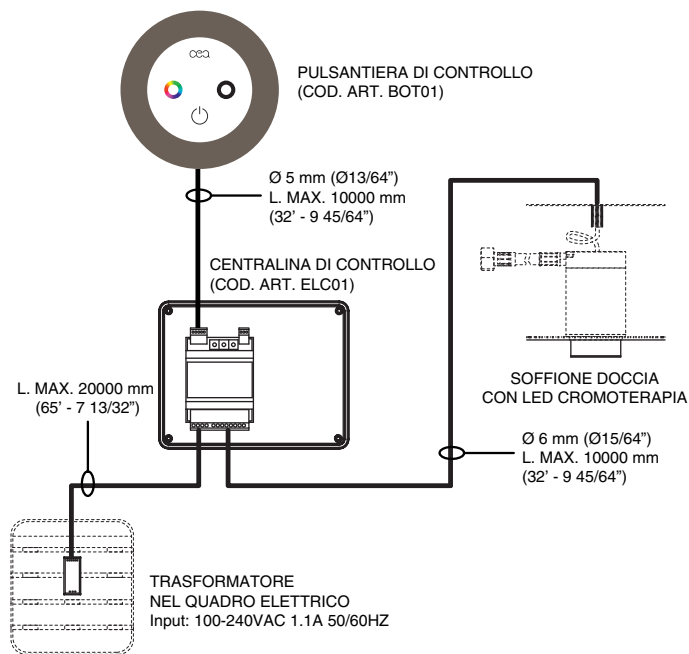 cea
PULSANTIERA DI CONTROLLO
(COD. ART. BOT01)
Ø 5 mm (Ø13/64”)
L. MAX. 10000 mm
(32’ - 9 45/64”)
CENTRALINA DI CONTROLLO
(COD. ART. ELC01)
L. MAX. 20000 mm
(65’ - 7 13/32”)
SOFFIONE DOCCIA
CON LED CROMOTERAPIA
Ø 6 mm (Ø15/64”)
L. MAX. 10000 mm
(32’ - 9 45/64”)
TRASFORMATORE
NEL QUADRO ELETTRICO
Input: 100-240VAC 1.1A 50/60HZ